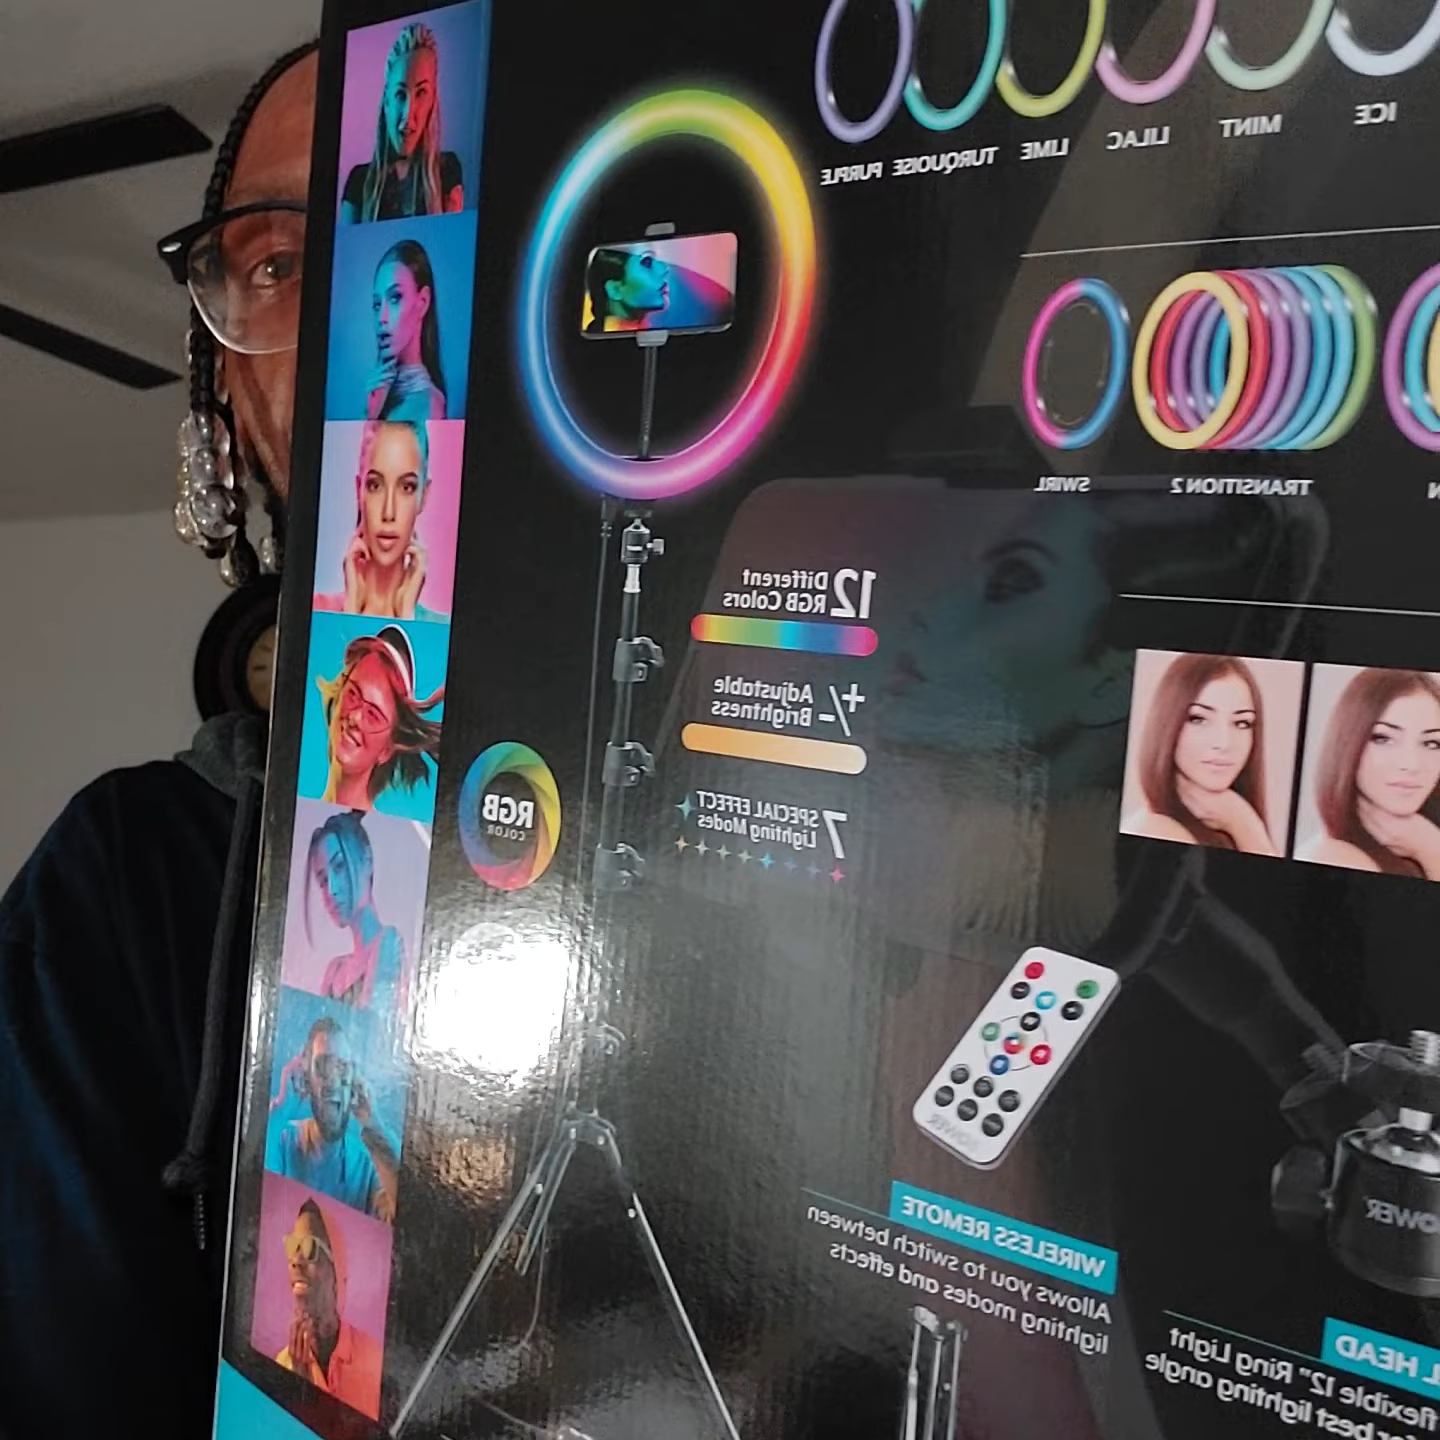 PURPLE
TURQUOISE
LIME
LILAC
MINT
ICE
SWIRL
TRANSITION 2
12 Different
RGB Colors
+/- Adjustable
Brightness
7 SPECIAL EFFECT
Lighting Modes
RGB
COLOR
WIRELESS REMOTE
Allows you to switch between
lighting modes and effects
L HEAD
flexible 12" Ring Light
for best lighting angle